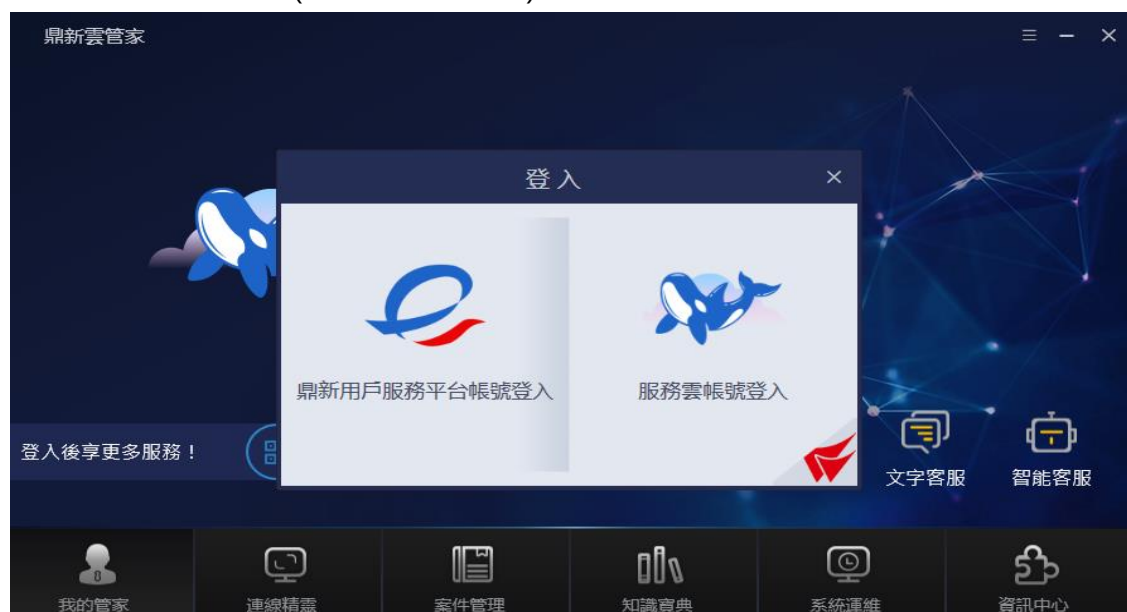 鼎新雲管家
登入
鼎新用戶服務平台帳號登入
服務雲帳號登入
登入後享更多服務！
文字客服
智能客服
我的管家
連線精靈
案件管理
知識寶典
系統運維
資訊中心